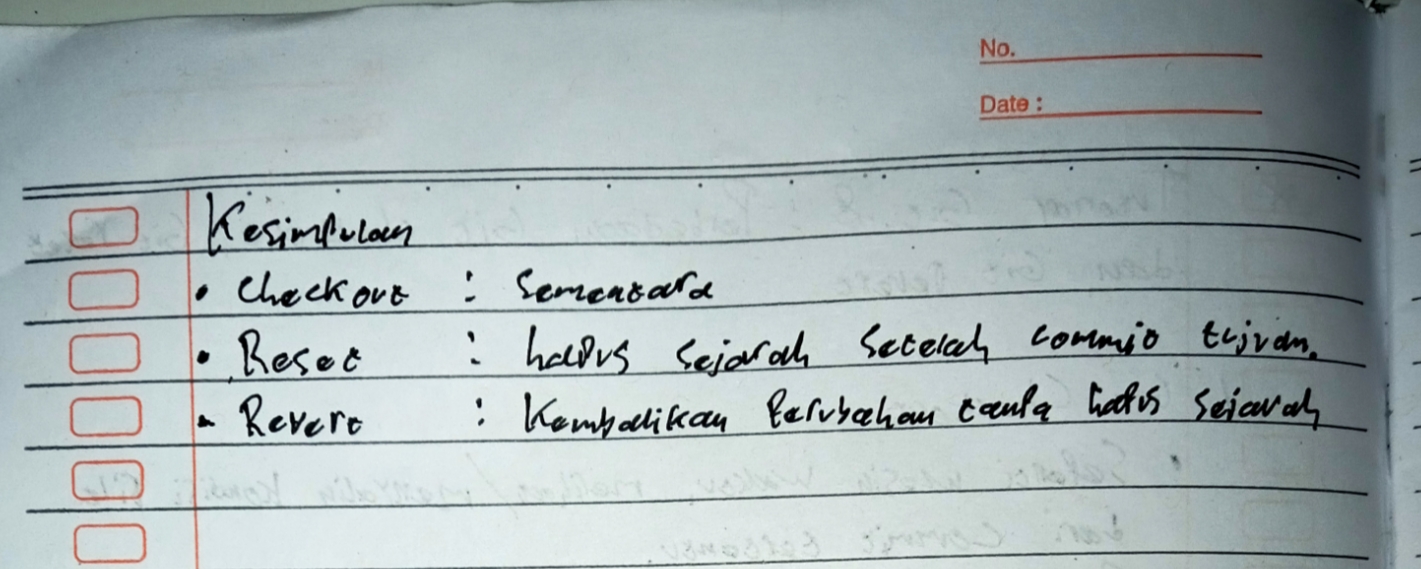 No.
Date :
Kesimpulan
• Checkout : Sementara
• Reset : hapus sejarah setelah commit tujuan.
• Revert : Kembalikan Perubahan tanpa hapus sejarah